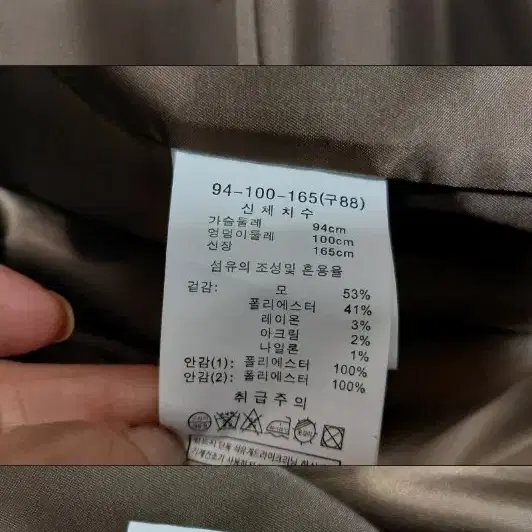 94-100-165(구88)
신 체 치 수
가슴둘레 94cm
엉덩이둘레 100cm
신장 165cm
섬유의 조성및 혼용율
겉감: 모 53%
폴리에스터 41%
레이온 3%
아크릴 2%
나일론 1%
안감(1): 폴리에스터 100%
안감(2): 폴리에스터 100%
취 급 주 의